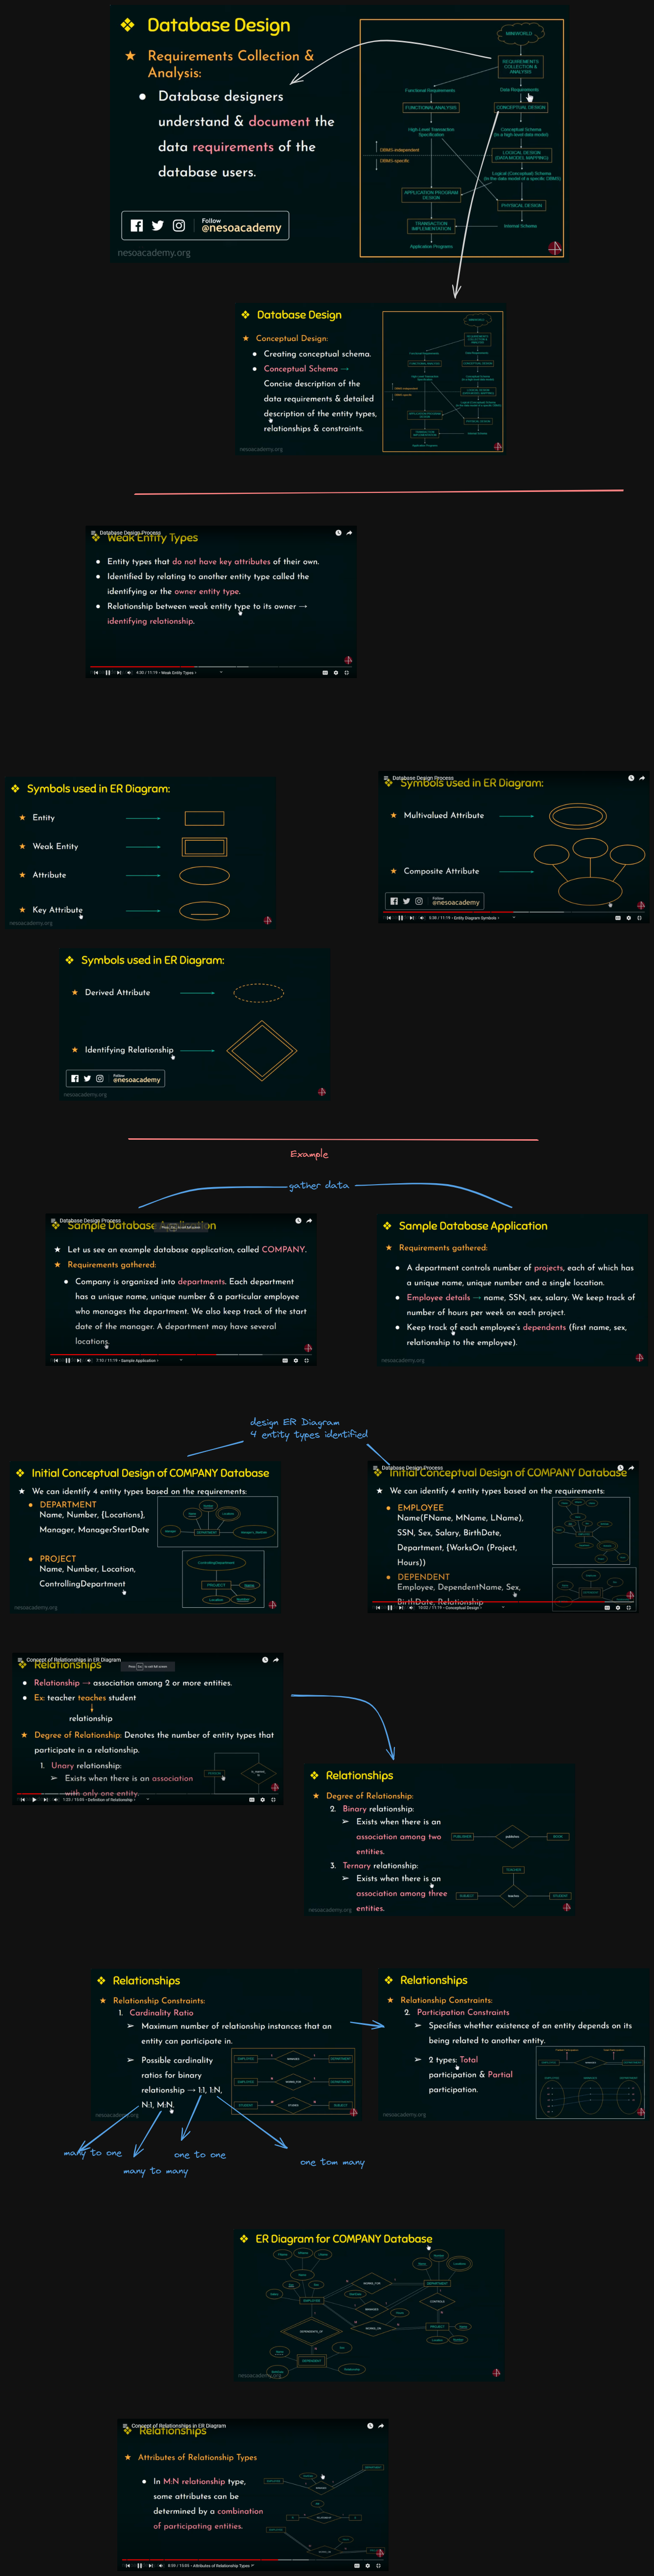 ❖ Database Design
★ Requirements Collection &
Analysis:
● Database designers
understand & document the
data requirements of the
database users.
Follow
@nesoacademy
nesoacademy.org
MINIWORLD
REQUIREMENTS
COLLECTION &
ANALYSIS
Functional Requirements
Data Requirements
FUNCTIONAL ANALYSIS
CONCEPTUAL DESIGN
High-Level Transaction
Specification
Conceptual Schema
(In a high-level data model)
DBMS-independent
DBMS-specific
LOGICAL DESIGN
(DATA MODEL MAPPING)
Logical (Conceptual) Schema
(In the data model of a specific DBMS)
APPLICATION PROGRAM
DESIGN
PHYSICAL DESIGN
TRANSACTION
IMPLEMENTATION
Internal Schema
Application Programs
❖ Database Design
★ Conceptual Design:
● Creating conceptual schema.
● Conceptual Schema →
Concise description of the
data requirements & detailed
description of the entity types,
relationships & constraints.
nesoacademy.org
Database Design Process
❖ Weak Entity Types
● Entity types that do not have key attributes of their own.
● Identified by relating to another entity type called the
identifying or the owner entity type.
● Relationship between weak entity type to its owner →
identifying relationship.
4:50 / 11:19 • Weak Entity Types
❖ Symbols used in ER Diagram:
★ Entity
★ Weak Entity
★ Attribute
★ Key Attribute
nesoacademy.org
Database Design Process
❖ Symbols used in ER Diagram:
★ Multivalued Attribute
★ Composite Attribute
Follow
@nesoacademy
❖ Symbols used in ER Diagram:
★ Derived Attribute
★ Identifying Relationship
Follow
@nesoacademy
nesoacademy.org
Example
gather data
Database Design Process
❖ Sample Database Application
★ Let us see an example database application, called COMPANY.
★ Requirements gathered:
● Company is organized into departments. Each department
has a unique name, unique number & a particular employee
who manages the department. We also keep track of the start
date of the manager. A department may have several
locations.
7:10 / 11:19 • Sample Application
❖ Sample Database Application
★ Requirements gathered:
● A department controls number of projects, each of which has
a unique name, unique number and a single location.
● Employee details → name, SSN, sex, salary. We keep track of
number of hours per week on each project.
● Keep track of each employee's dependents (first name, sex,
relationship to the employee).
nesoacademy.org
design ER Diagram
4 entity types identified
❖ Initial Conceptual Design of COMPANY Database
★ We can identify 4 entity types based on the requirements:
● DEPARTMENT
Name, Number, {Locations},
Manager, ManagerStartDate
● PROJECT
Name, Number, Location,
ControllingDepartment
nesoacademy.org
ControllingDepartment
PROJECT
Name
Location
Number
Database Design Process
❖ Initial Conceptual Design of COMPANY Database
★ We can identify 4 entity types based on the requirements:
● EMPLOYEE
Name(FName, MName, LName),
SSN, Sex, Salary, BirthDate,
Department, {WorksOn (Project,
Hours)}
● DEPENDENT
Employee, DependentName, Sex,
BirthDate, Relationship
10:02 / 11:19 • Conceptual Design
Concept of Relationships in ER Diagram
❖ Relationships
● Relationship → association among 2 or more entities.
● Ex: teacher teaches student
relationship
★ Degree of Relationship: Denotes the number of entity types that
participate in a relationship.
1. Unary relationship:
➢ Exists when there is an association
with only one entity.
❖ Relationships
★ Degree of Relationship:
2. Binary relationship:
➢ Exists when there is an
association among two
entities.
3. Ternary relationship:
➢ Exists when there is an
association among three
entities.
PUBLISHER
publishes
BOOK
TEACHER
SUBJECT
teaches
STUDENT
nesoacademy.org
❖ Relationships
★ Relationship Constraints:
1. Cardinality Ratio
➢ Maximum number of relationship instances that an
entity can participate in.
➢ Possible cardinality
ratios for binary
relationship → 1:1, 1:N,
N:1, M:N.
nesoacademy.org
❖ Relationships
★ Relationship Constraints:
2. Participation Constraints
➢ Specifies whether existence of an entity depends on its
being related to another entity.
➢ 2 types: Total
participation & Partial
participation.
nesoacademy.org
many to one
many to many
one to one
one tom many
❖ ER Diagram for COMPANY Database
EMPLOYEE
WORKS_FOR
DEPARTMENT
MANAGES
CONTROLS
WORKS_ON
PROJECT
DEPENDENTS_OF
DEPENDENT
nesoacademy.org
Concept of Relationships in ER Diagram
❖ Relationships
★ Attributes of Relationship Types
● In M:N relationship type,
some attributes can be
determined by a combination
of participating entities.